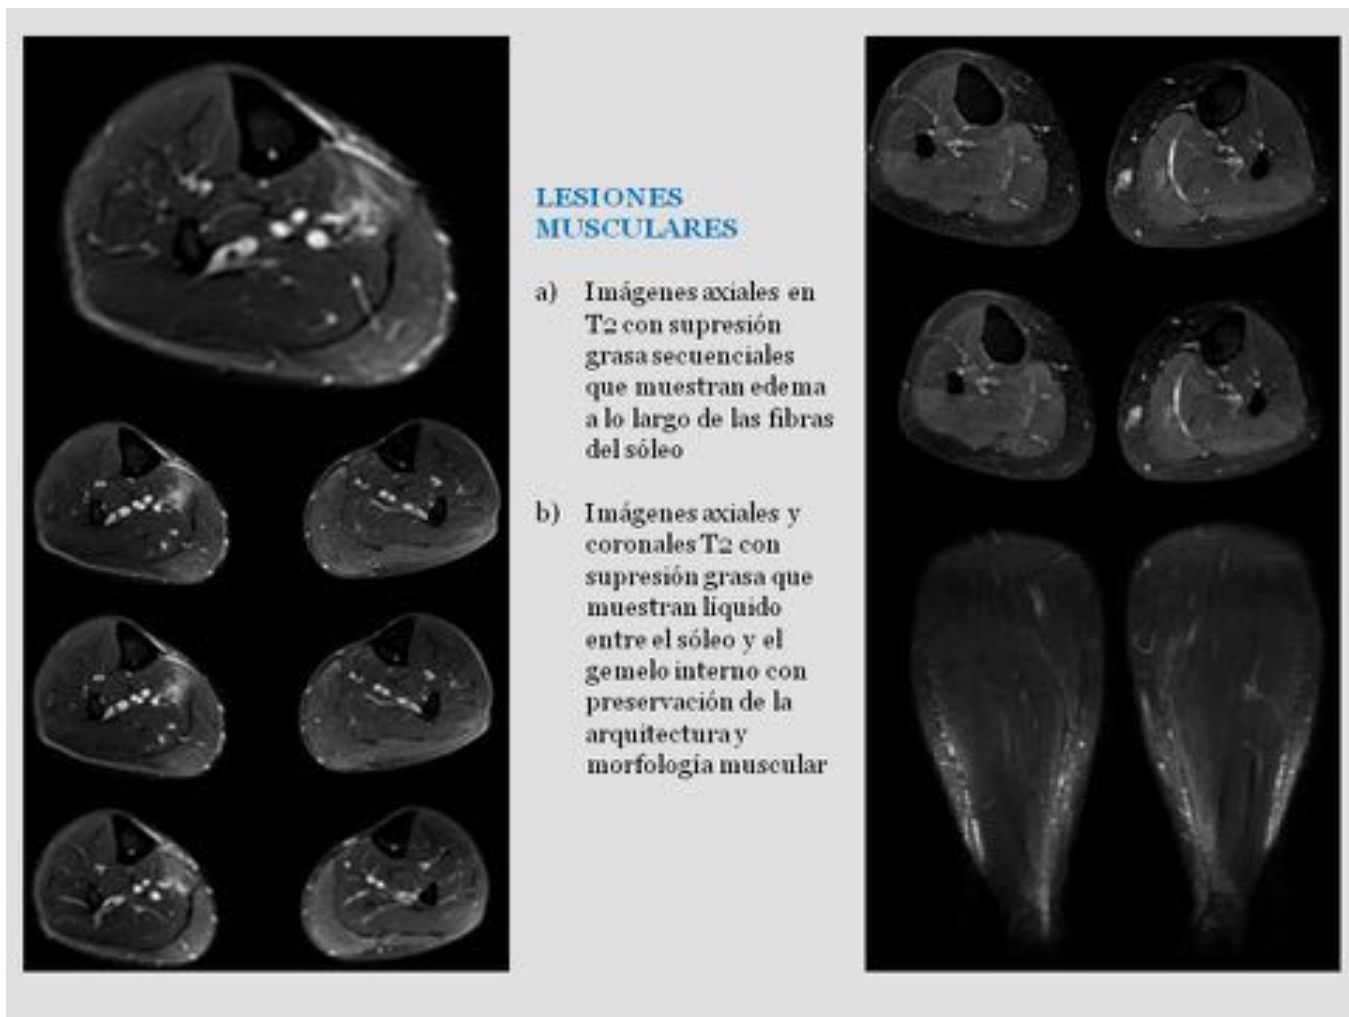 LESIONES
MUSCULARES
a) Imágenes axiales en
T2 con supresión
grasa secuenciales
que muestran edema
a lo largo de las fibras
del sóleo
b) Imágenes axiales y
coronales T2 con
supresión grasa que
muestran líquido
entre el sóleo y el
gemelo interno con
preservación de la
arquitectura y
morfología muscular